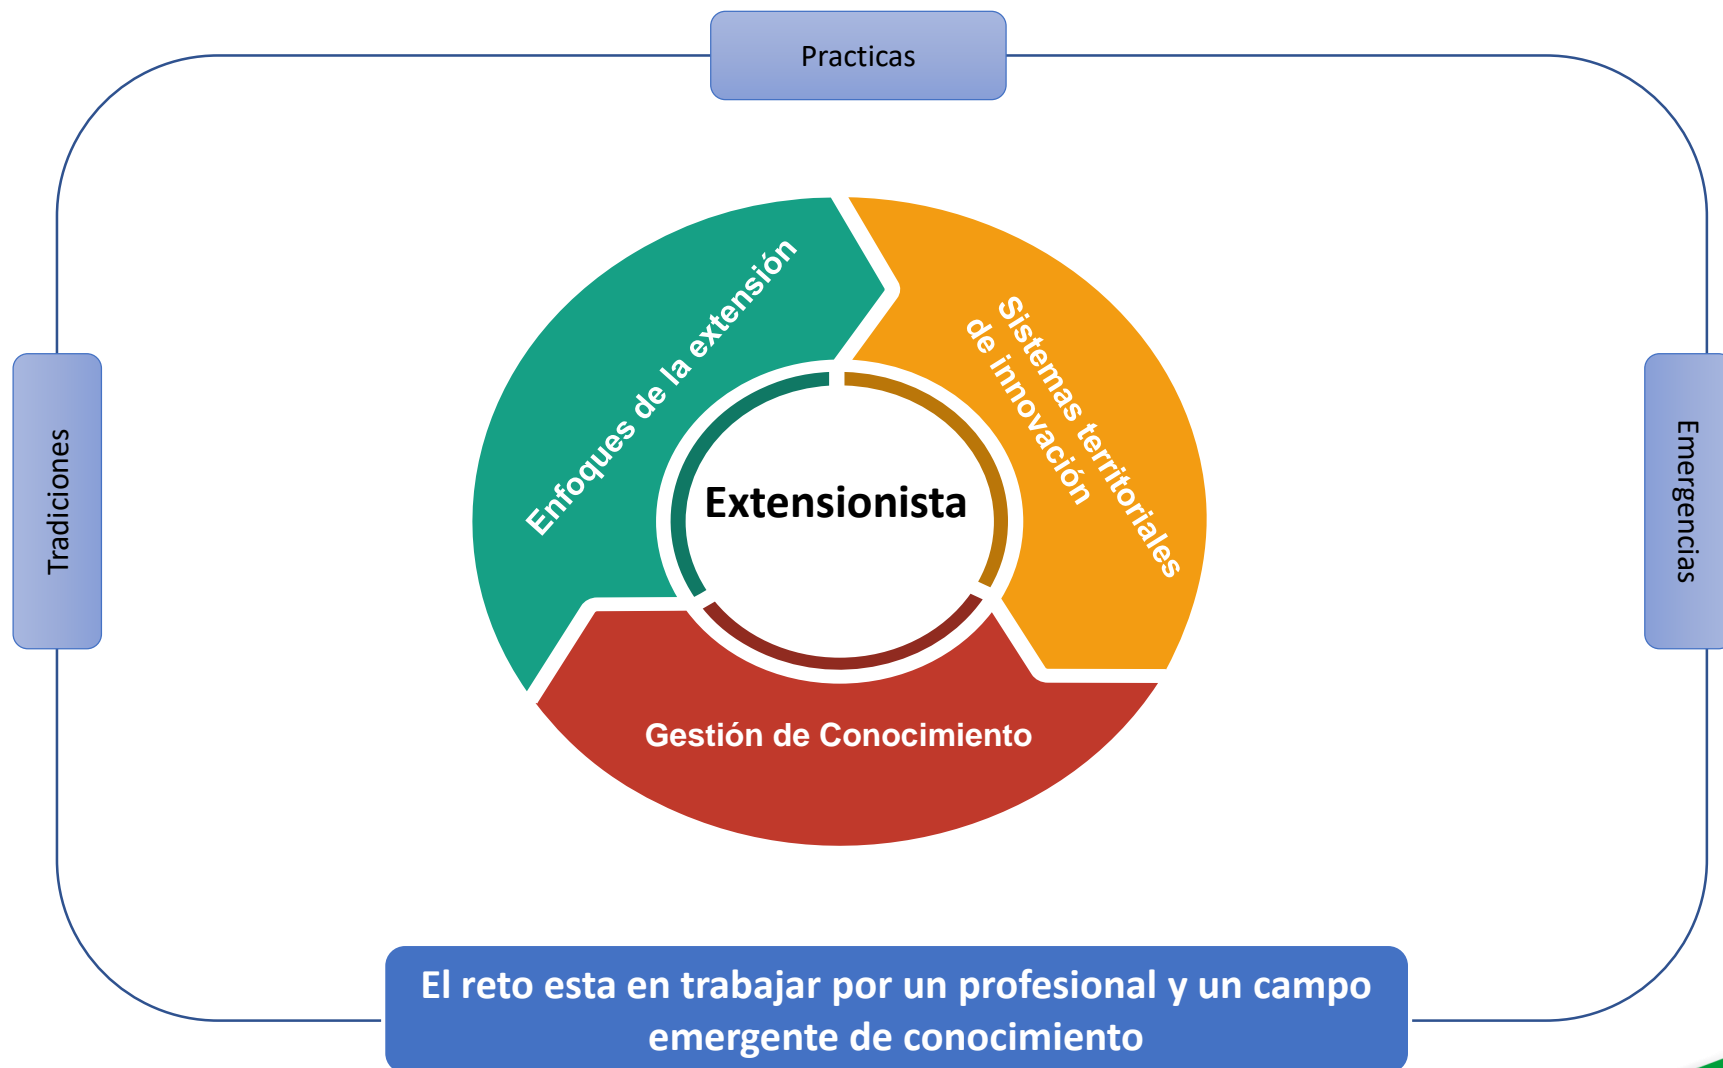 Practicas
Tradiciones
Enfoques de la extensión
Sistemas territoriales
de innovación
Emergencias
Extensionista
Gestión de Conocimiento
El reto esta en trabajar por un profesional y un campo
emergente de conocimiento